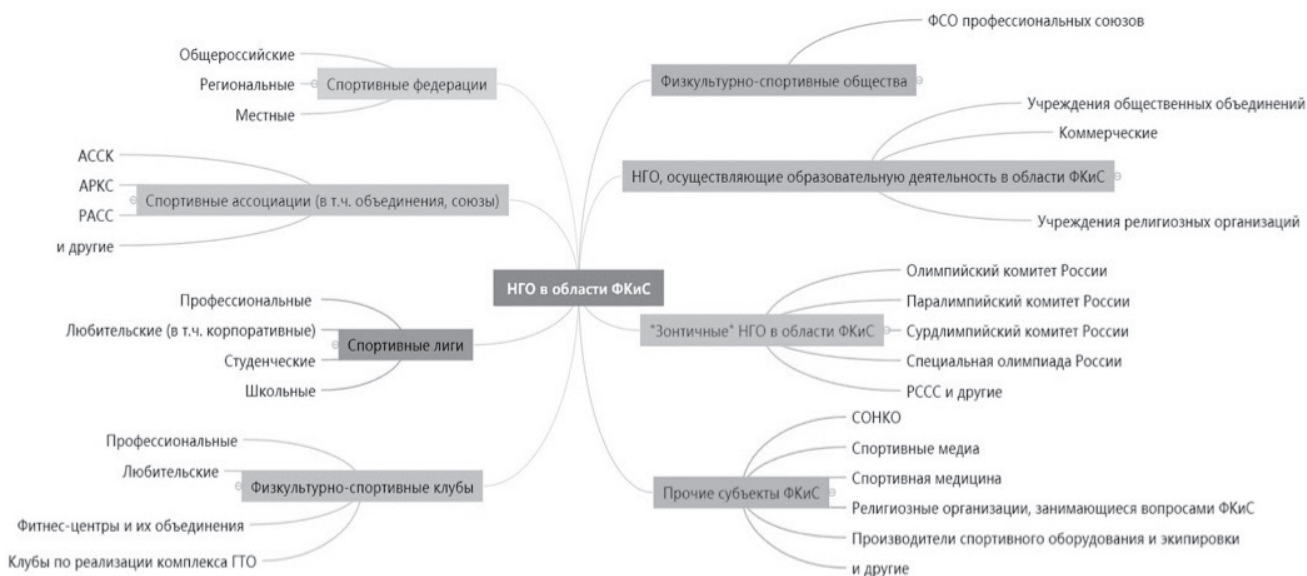 Общероссийские
Региональные
Местные
Спортивные федерации
АССК
АРКС
РАСС
и другие
Спортивные ассоциации (в т.ч. объединения, союзы)
Профессиональные
Любительские (в т.ч. корпоративные)
Студенческие
Школьные
Спортивные лиги
Профессиональные
Любительские
Фитнес-центры и их объединения
Клубы по реализации комплекса ГТО
Физкультурно-спортивные клубы
НГО в области ФКиС
ФСО профессиональных союзов
Физкультурно-спортивные общества
Учреждения общественных объединений
Коммерческие
НГО, осуществляющие образовательную деятельность в области ФКиС
Учреждения религиозных организаций
Олимпийский комитет России
Паралимпийский комитет России
"Зонтичные" НГО в области ФКиС
Сурдлимпийский комитет России
Специальная олимпиада России
РССС и другие
СОНКО
Спортивные медиа
Спортивная медицина
Прочие субъекты ФКиС
Религиозные организации, занимающиеся вопросами ФКиС
Производители спортивного оборудования и экипировки
и другие